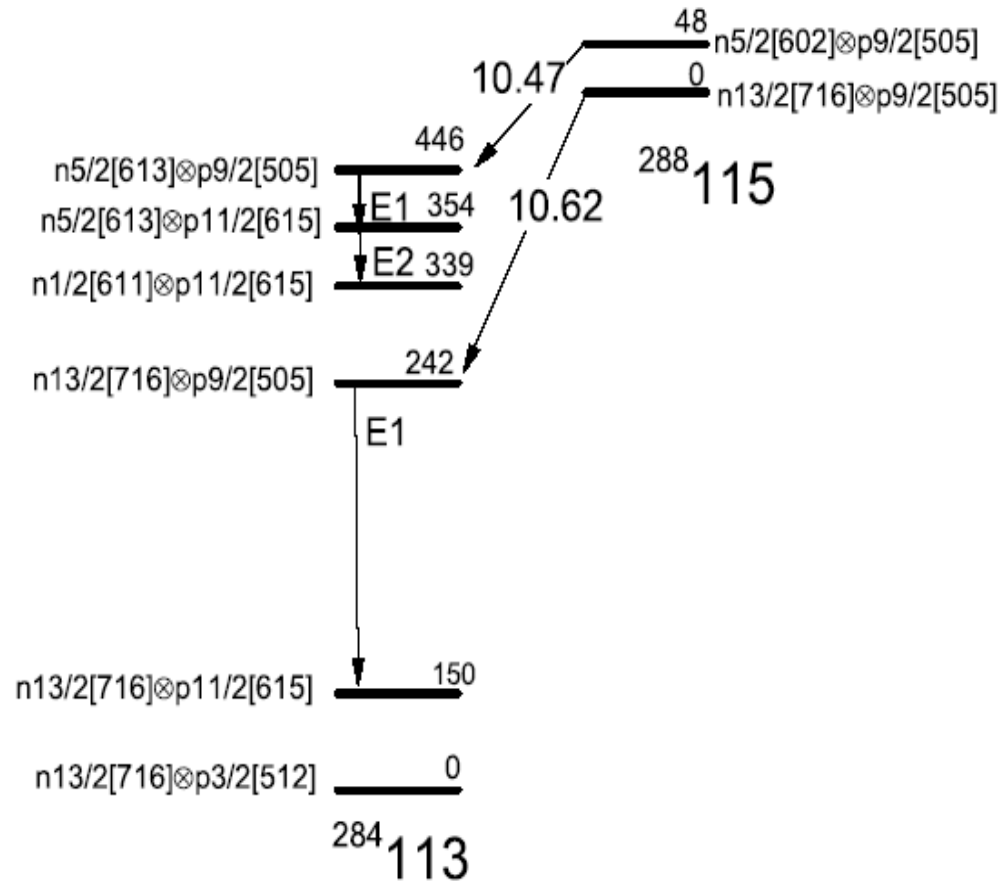 48
n5/2[602]⊗p9/2[505]
10.47
0
n13/2[716]⊗p9/2[505]
446
n5/2[613]⊗p9/2[505]
²⁸⁸115
E1
354
n5/2[613]⊗p11/2[615]
10.62
E2
339
n1/2[611]⊗p11/2[615]
242
n13/2[716]⊗p9/2[505]
E1
150
n13/2[716]⊗p11/2[615]
0
n13/2[716]⊗p3/2[512]
²⁸⁴113